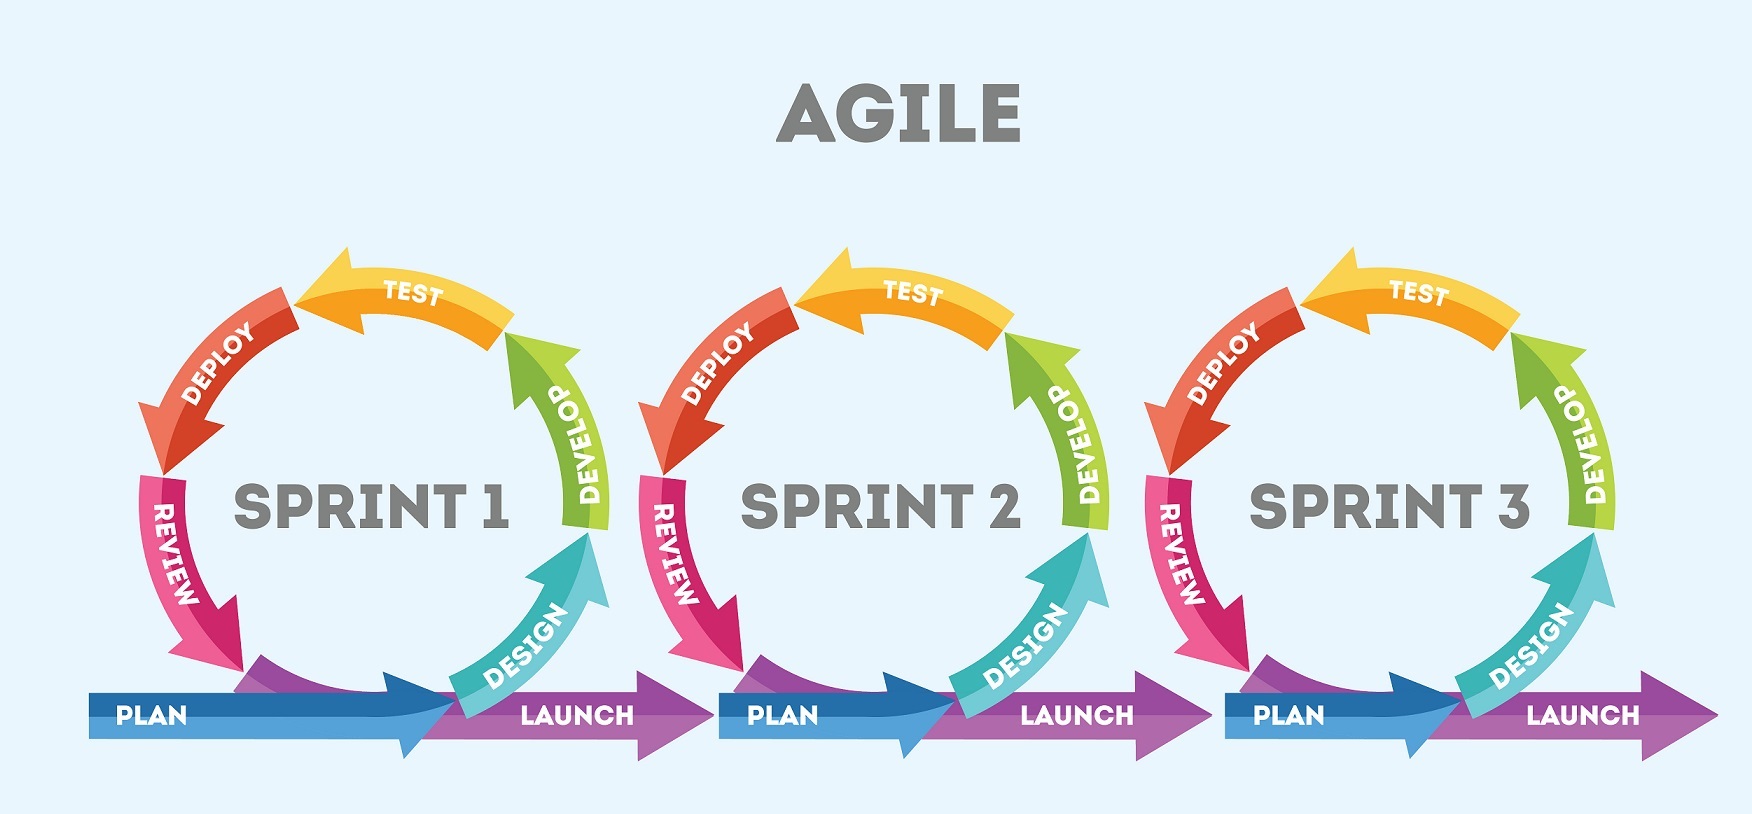 AGILE
SPRINT 1
PLAN
DESIGN
DEVELOP
TEST
DEPLOY
REVIEW
LAUNCH
SPRINT 2
PLAN
DESIGN
DEVELOP
TEST
DEPLOY
REVIEW
LAUNCH
SPRINT 3
PLAN
DESIGN
DEVELOP
TEST
DEPLOY
REVIEW
LAUNCH